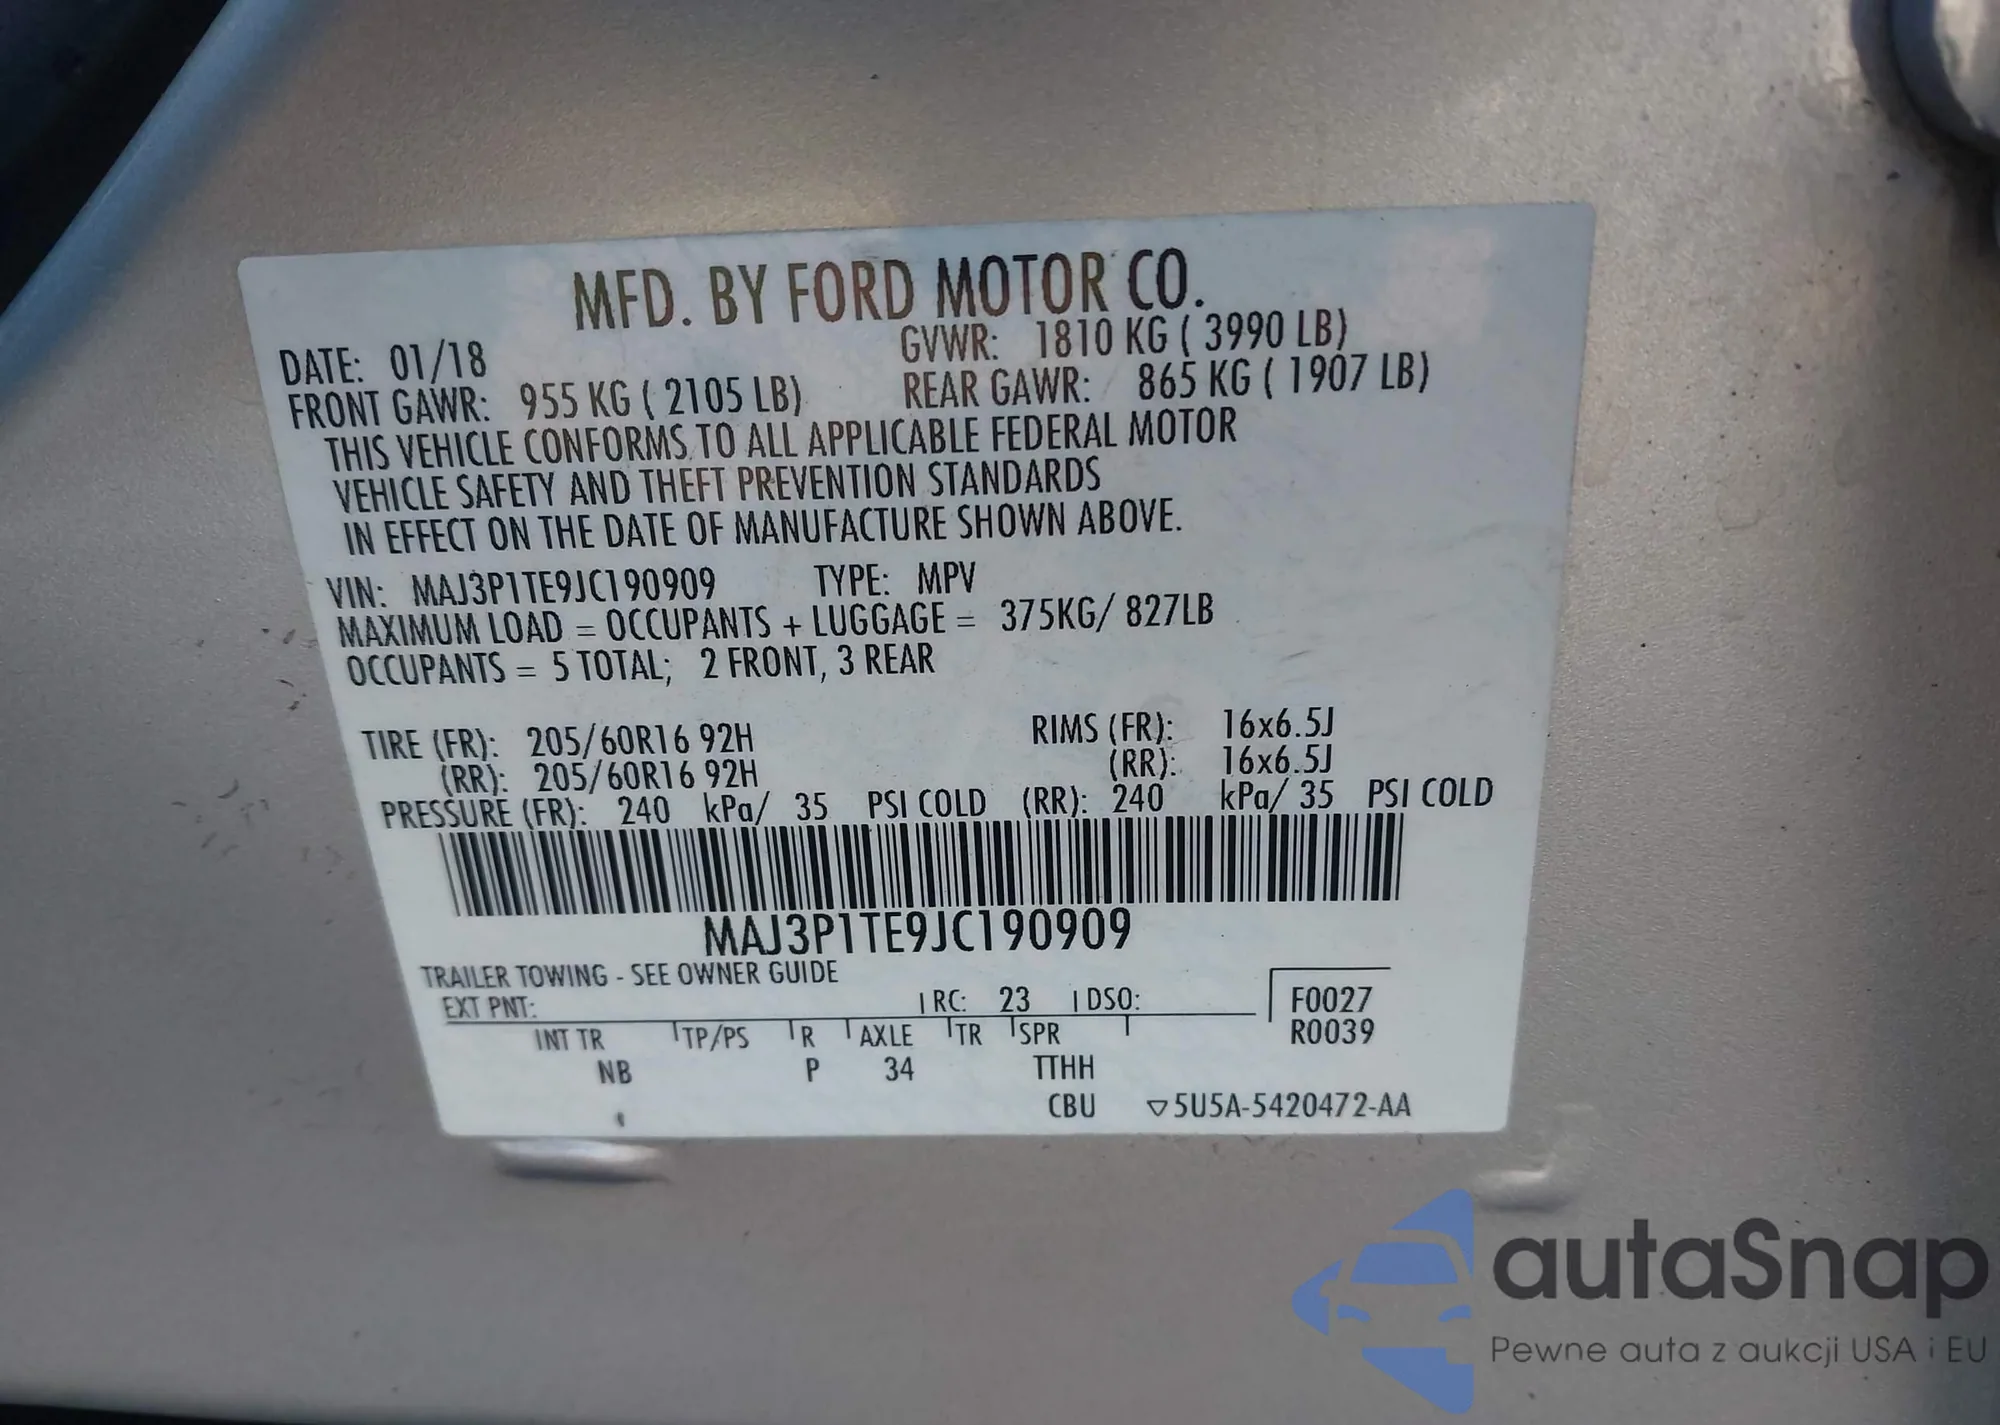 MFD. BY FORD MOTOR CO.
DATE: 01/18 GVWR: 1810 KG ( 3990 LB)
FRONT GAWR: 955 KG ( 2105 LB) REAR GAWR: 865 KG ( 1907 LB)
THIS VEHICLE CONFORMS TO ALL APPLICABLE FEDERAL MOTOR
VEHICLE SAFETY AND THEFT PREVENTION STANDARDS
IN EFFECT ON THE DATE OF MANUFACTURE SHOWN ABOVE.
VIN: MAJ3P1TE9JC190909 TYPE: MPV
MAXIMUM LOAD = OCCUPANTS + LUGGAGE = 375KG/ 827LB
OCCUPANTS = 5 TOTAL; 2 FRONT, 3 REAR
TIRE (FR): 205/60R16 92H RIMS (FR): 16x6.5J
(RR): 205/60R16 92H (RR): 16x6.5J
PRESSURE (FR): 240 kPa/ 35 PSI COLD (RR): 240 kPa/ 35 PSI COLD
MAJ3P1TE9JC190909
TRAILER TOWING - SEE OWNER GUIDE
EXT PNT: RC: 23 DSO: F0027
R0039
INT TR TP/PS R AXLE TR SPR
NB P 34 TTHH
CBU ▽5U5A-5420472-AA
autaSnap
Pewne auta z aukcji USA i EU